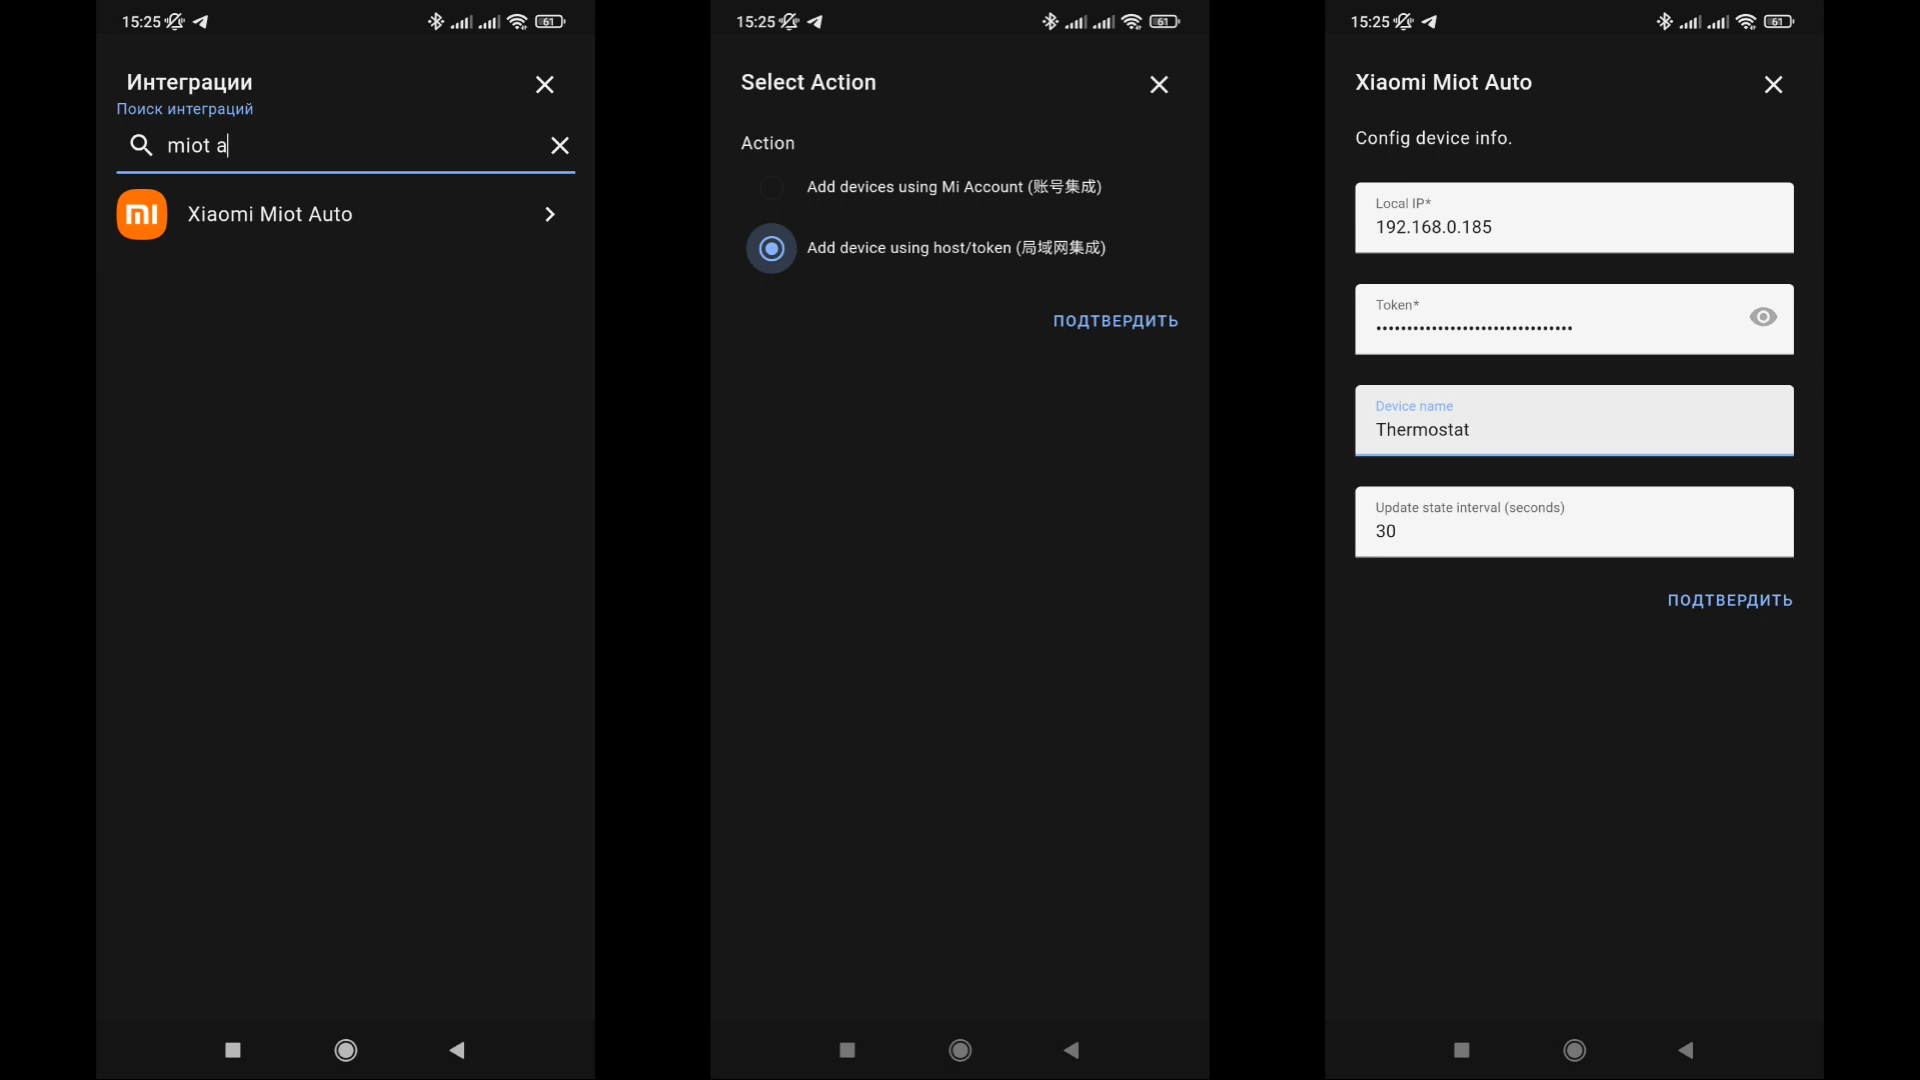 15:25
61
Интеграции
Поиск интеграций
miot a
Xiaomi Miot Auto
15:25
61
Select Action
Action
Add devices using Mi Account (账号集成)
Add device using host/token (局域网集成)
ПОДТВЕРДИТЬ
15:25
61
Xiaomi Miot Auto
Config device info.
Local IP*
192.168.0.185
Token*
••••••••••••••••••••••••••••••••
Device name
Thermostat
Update state interval (seconds)
30
ПОДТВЕРДИТЬ